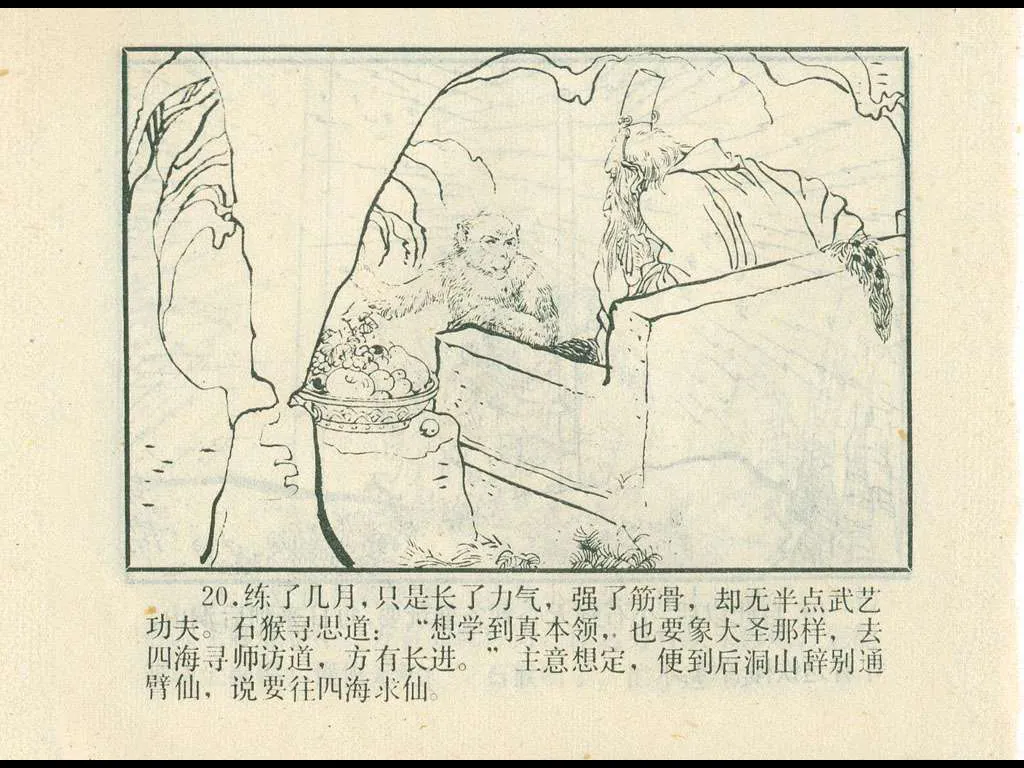 20.练了几月,只是长了力气，强了筋骨，却无半点武艺
功夫。石猴寻思道：“想学到真本领，也要象大圣那样，去
四海寻师访道，方有长进。”主意想定，便到后洞山辞别通
臂仙，说要往四海求仙。